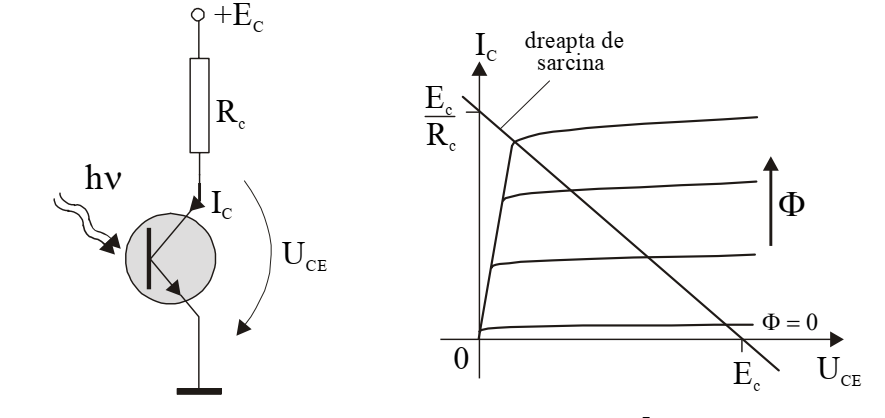 +E_C
R_c
hν
I_C
U_CE
I_C
dreapta de
sarcina
E_c
R_c
Φ
Φ = 0
0
E_c
U_CE